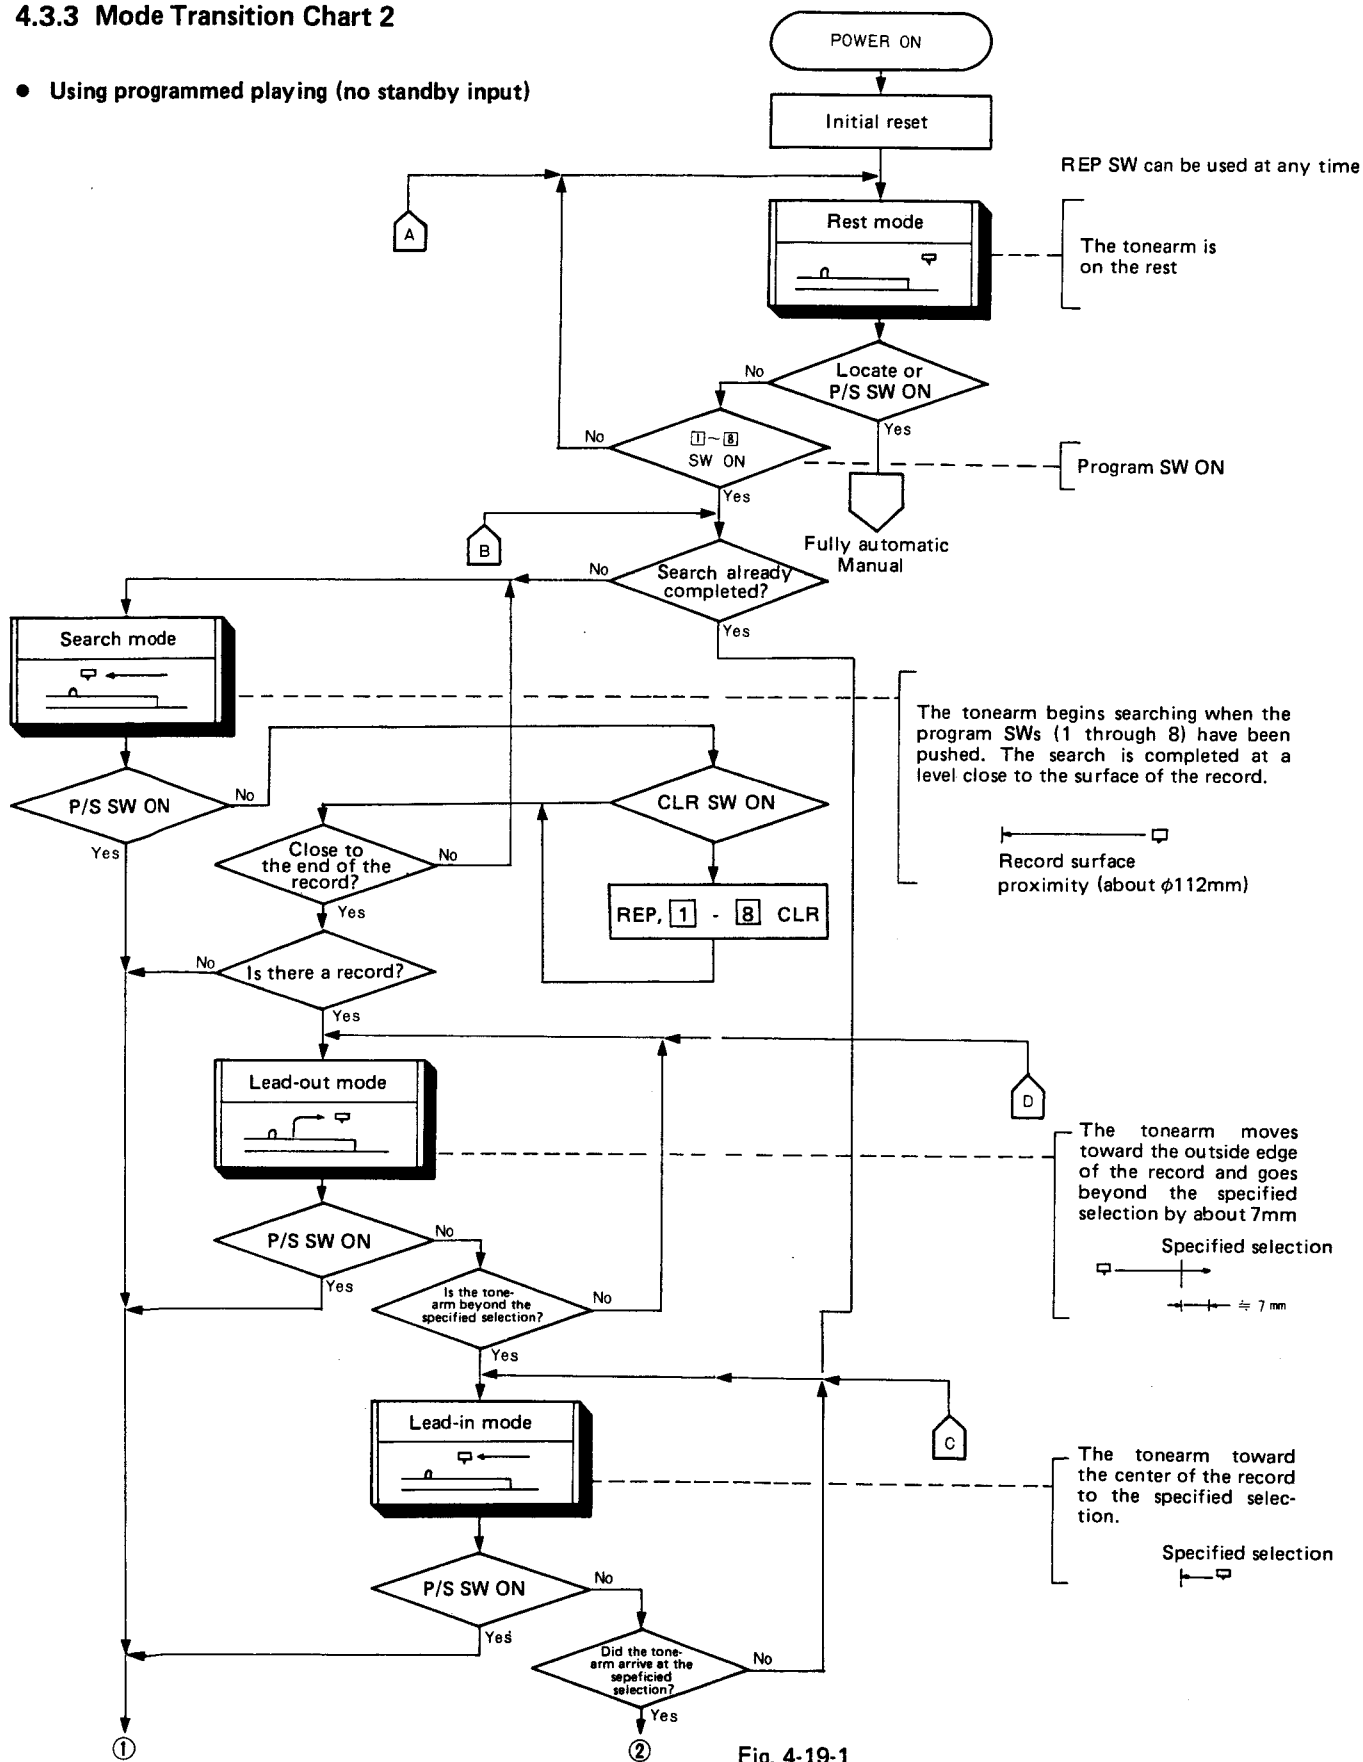 4.3.3 Mode Transition Chart 2
● Using programmed playing (no standby input)
POWER ON
Initial reset
REP SW can be used at any time
A
Rest mode
The tonearm is
on the rest
Locate or
P/S SW ON
No
Yes
1~8
SW ON
No
Yes
Program SW ON
Fully automatic
Manual
B
Search already
completed?
No
Yes
Search mode
The tonearm begins searching when the
program SWs (1 through 8) have been
pushed. The search is completed at a
level close to the surface of the record.
Record surface
proximity (about φ112mm)
P/S SW ON
No
Yes
CLR SW ON
REP, 1 - 8 CLR
Close to
the end of the
record?
No
Yes
Is there a record?
No
Yes
D
Lead-out mode
The tonearm moves
toward the outside edge
of the record and goes
beyond the specified
selection by about 7mm
Specified selection
≒ 7 mm
P/S SW ON
No
Yes
Is the tone-
arm beyond the
specified selection?
No
Yes
C
Lead-in mode
The tonearm toward
the center of the record
to the specified selec-
tion.
Specified selection
P/S SW ON
No
Yes
Did the tone-
arm arrive at the
sepeficied
selection?
No
Yes
①
②
Fig. 4-19-1